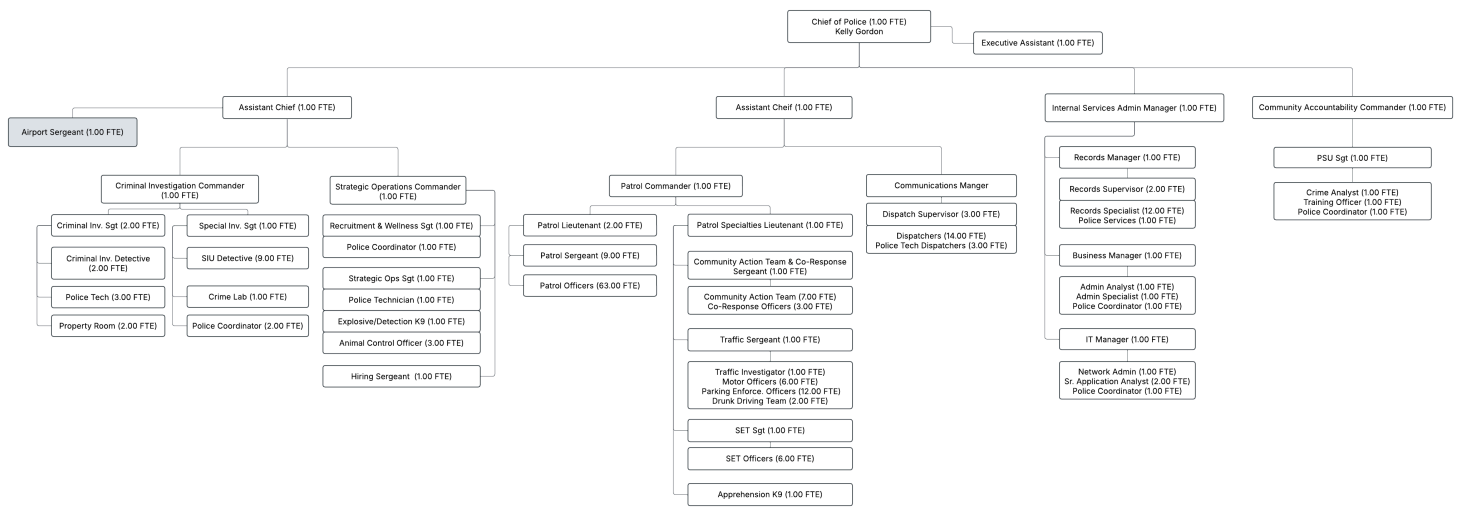 Chief of Police (1.00 FTE)
Kelly Gordon
Executive Assistant (1.00 FTE)
Assistant Chief (1.00 FTE)
Airport Sergeant (1.00 FTE)
Criminal Investigation Commander
(1.00 FTE)
Criminal Inv. Sgt (2.00 FTE)
Criminal Inv. Detective
(2.00 FTE)
Police Tech (3.00 FTE)
Property Room (2.00 FTE)
Special Inv. Sgt (1.00 FTE)
SIU Detective (9.00 FTE)
Crime Lab (1.00 FTE)
Police Coordinator (2.00 FTE)
Strategic Operations Commander
(1.00 FTE)
Recruitment & Wellness Sgt (1.00 FTE)
Police Coordinator (1.00 FTE)
Strategic Ops Sgt (1.00 FTE)
Police Technician (1.00 FTE)
Explosive/Detection K9 (1.00 FTE)
Animal Control Officer (3.00 FTE)
Hiring Sergeant (1.00 FTE)
Assistant Cheif (1.00 FTE)
Patrol Commander (1.00 FTE)
Patrol Lieutenant (2.00 FTE)
Patrol Sergeant (9.00 FTE)
Patrol Officers (63.00 FTE)
Patrol Specialties Lieutenant (1.00 FTE)
Community Action Team & Co-Response
Sergeant (1.00 FTE)
Community Action Team (7.00 FTE)
Co-Response Officers (3.00 FTE)
Traffic Sergeant (1.00 FTE)
Traffic Investigator (1.00 FTE)
Motor Officers (6.00 FTE)
Parking Enforce. Officers (12.00 FTE)
Drunk Driving Team (2.00 FTE)
SET Sgt (1.00 FTE)
SET Officers (6.00 FTE)
Apprehension K9 (1.00 FTE)
Communications Manger
Dispatch Supervisor (3.00 FTE)
Dispatchers (14.00 FTE)
Police Tech Dispatchers (3.00 FTE)
Internal Services Admin Manager (1.00 FTE)
Records Manager (1.00 FTE)
Records Supervisor (2.00 FTE)
Records Specialist (12.00 FTE)
Police Services (1.00 FTE)
Business Manager (1.00 FTE)
Admin Analyst (1.00 FTE)
Admin Specialist (1.00 FTE)
Police Coordinator (1.00 FTE)
IT Manager (1.00 FTE)
Network Admin (1.00 FTE)
Sr. Application Analyst (2.00 FTE)
Police Coordinator (1.00 FTE)
Community Accountability Commander (1.00 FTE)
PSU Sgt (1.00 FTE)
Crime Analyst (1.00 FTE)
Training Officer (1.00 FTE)
Police Coordinator (1.00 FTE)